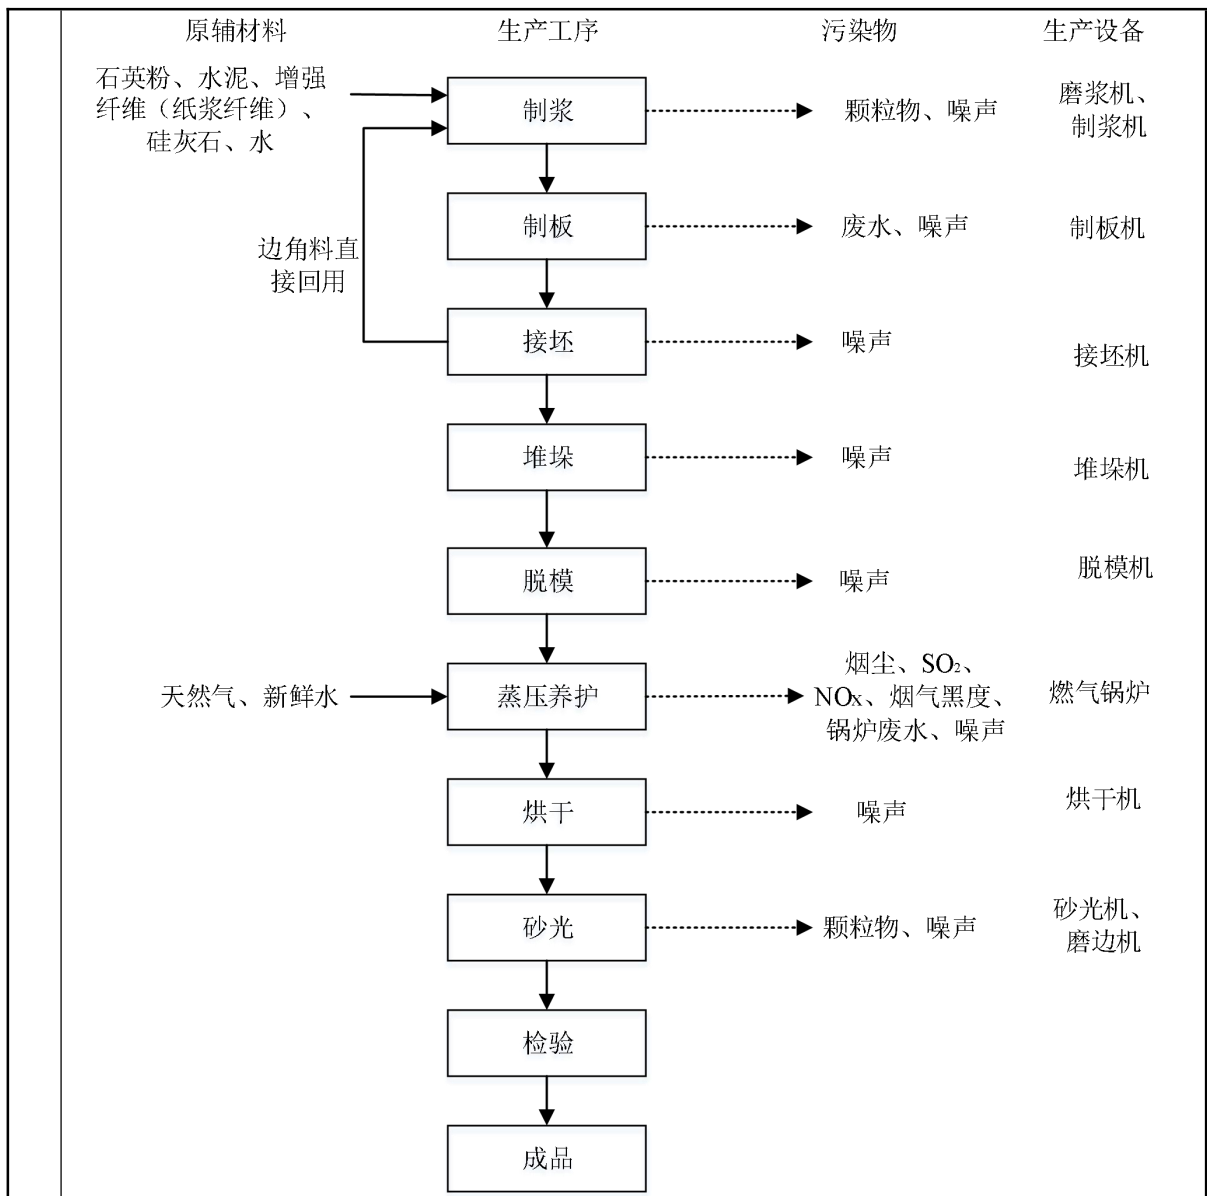 原辅材料 生产工序 污染物 生产设备
石英粉、水泥、增强
纤维（纸浆纤维）、
硅灰石、水
制浆
颗粒物、噪声
磨浆机、
制浆机
制板
废水、噪声
制板机
边角料直
接回用
接坯
噪声
接坯机
堆垛
噪声
堆垛机
脱模
噪声
脱模机
天然气、新鲜水
蒸压养护
烟尘、SO₂、
NOx、烟气黑度、
锅炉废水、噪声
燃气锅炉
烘干
噪声
烘干机
砂光
颗粒物、噪声
砂光机、
磨边机
检验
成品